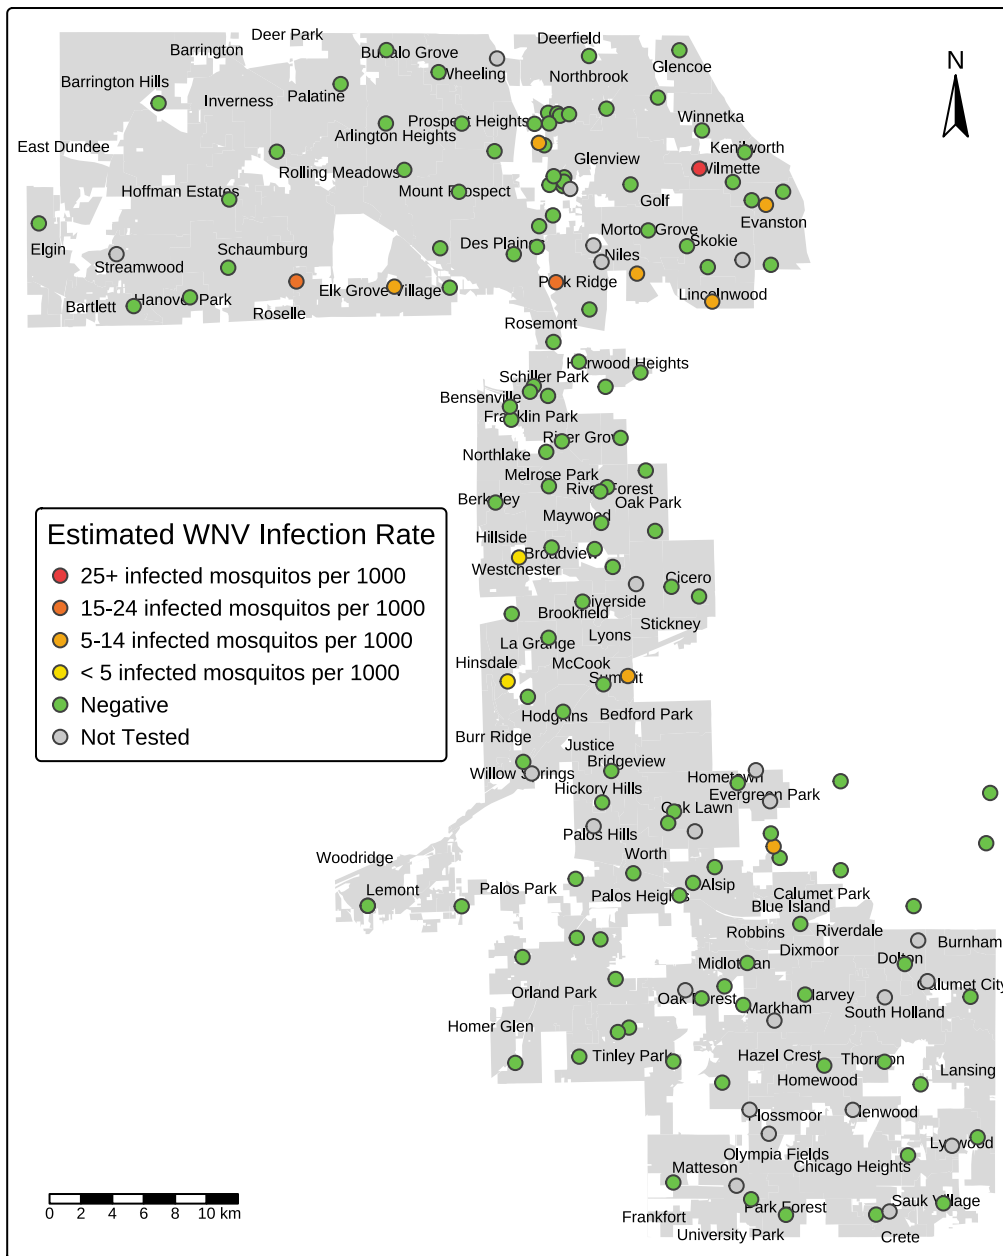 Deer Park
Deerfield
Barrington
Buffalo Grove
N
Wheeling
Glencoe
Northbrook
Barrington Hills
Palatine
Inverness
Winnetka
Prospect Heights
Arlington Heights
East Dundee
Kenilworth
Glenview
Wilmette
Rolling Meadows
Hoffman Estates
Mount Prospect
Golf
Evanston
Morton Grove
Skokie
Elgin
Schaumburg
Des Plaines
Niles
Streamwood
Park Ridge
Elk Grove Village
Lincolnwood
Hanover Park
Bartlett
Roselle
Rosemont
Harwood Heights
Schiller Park
Bensenville
Franklin Park
River Grove
Northlake
Melrose Park
River Forest
Berkeley
Oak Park
Maywood
Estimated WNV Infection Rate
25+ infected mosquitos per 1000
15-24 infected mosquitos per 1000
5-14 infected mosquitos per 1000
< 5 infected mosquitos per 1000
Negative
Not Tested
Hillside
Broadview
Westchester
Cicero
Riverside
Brookfield
Stickney
Lyons
La Grange
Hinsdale
McCook
Summit
Hodgkins
Bedford Park
Burr Ridge
Justice
Bridgeview
Willow Springs
Hometown
Hickory Hills
Evergreen Park
Oak Lawn
Palos Hills
Worth
Woodridge
Lemont
Palos Park
Alsip
Palos Heights
Calumet Park
Blue Island
Robbins
Riverdale
Dixmoor
Burnham
Midlothian
Dolton
Orland Park
Calumet City
Oak Forest
Harvey
Markham
South Holland
Homer Glen
Tinley Park
Hazel Crest
Thornton
Lansing
Homewood
Flossmoor
Glenwood
Lynwood
Olympia Fields
Matteson
Chicago Heights
Park Forest
Sauk Village
Frankfort
University Park
Crete
0 2 4 6 8 10 km